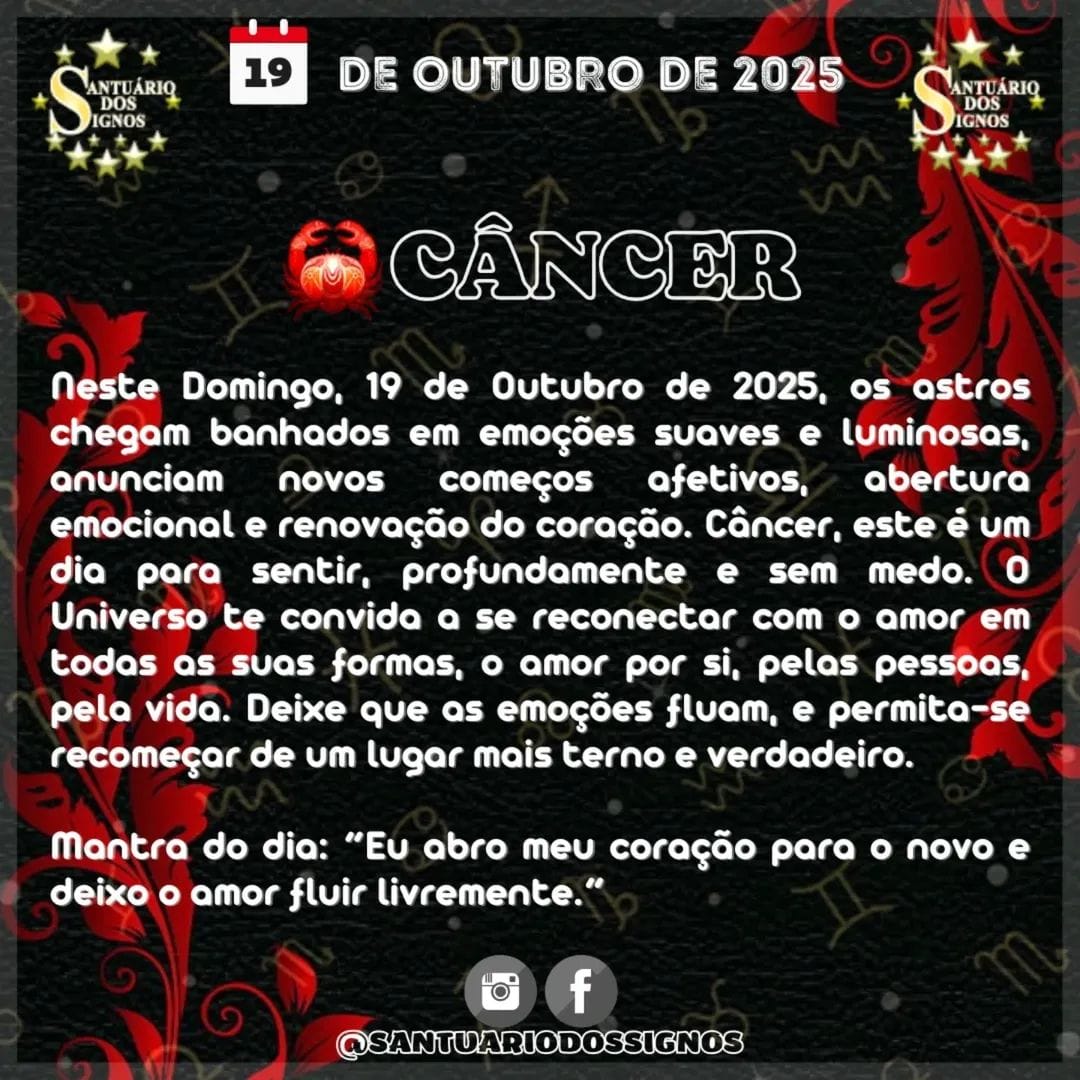 SANTUÁRIO
DOS
SIGNOS
19 DE OUTUBRO DE 2025
SANTUÁRIO
DOS
SIGNOS
CÂNCER
Neste Domingo, 19 de Outubro de 2025, os astros
chegam banhados em emoções suaves e luminosas,
anunciam novos começos afetivos, abertura
emocional e renovação do coração. Câncer, este é um
dia para sentir, profundamente e sem medo. O
Universo te convida a se reconectar com o amor em
todas as suas formas, o amor por si, pelas pessoas,
pela vida. Deixe que as emoções fluam, e permita-se
recomeçar de um lugar mais terno e verdadeiro.
Mantra do dia: “Eu abro meu coração para o novo e
deixo o amor fluir livremente.”
@SANTUARIODOSSIGNOS